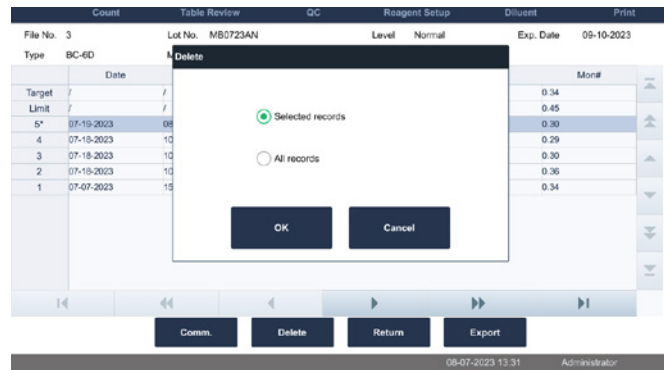 Count Table Review QC Reagent Setup Diluent Print
File No. 3 Lot No. MB0723AN Level Normal Exp. Date 09-10-2023
Type BC-6D
Delete
Date Mon#
Target / / 0.34
Limit / / 0.45
5* 07-19-2023 08 0.30
4 07-18-2023 10 0.29
3 07-18-2023 10 0.30
2 07-18-2023 10 0.36
1 07-07-2023 15 0.34
Selected records
All records
OK Cancel
Comm. Delete Return Export
08-07-2023 13:31 Administrator